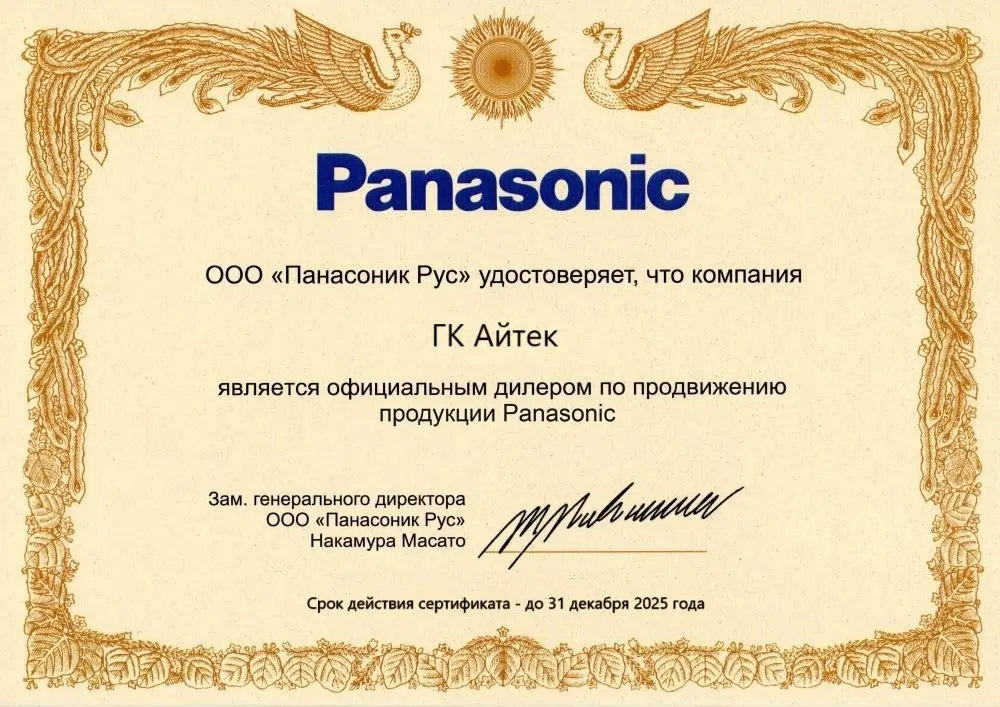 Panasonic
ООО «Панасоник Рус» удостоверяет, что компания
ГК Айтек
является официальным дилером по продвижению
продукции Panasonic
Зам. генерального директора
ООО «Панасоник Рус»
Накамура Масато
Срок действия сертификата - до 31 декабря 2025 года